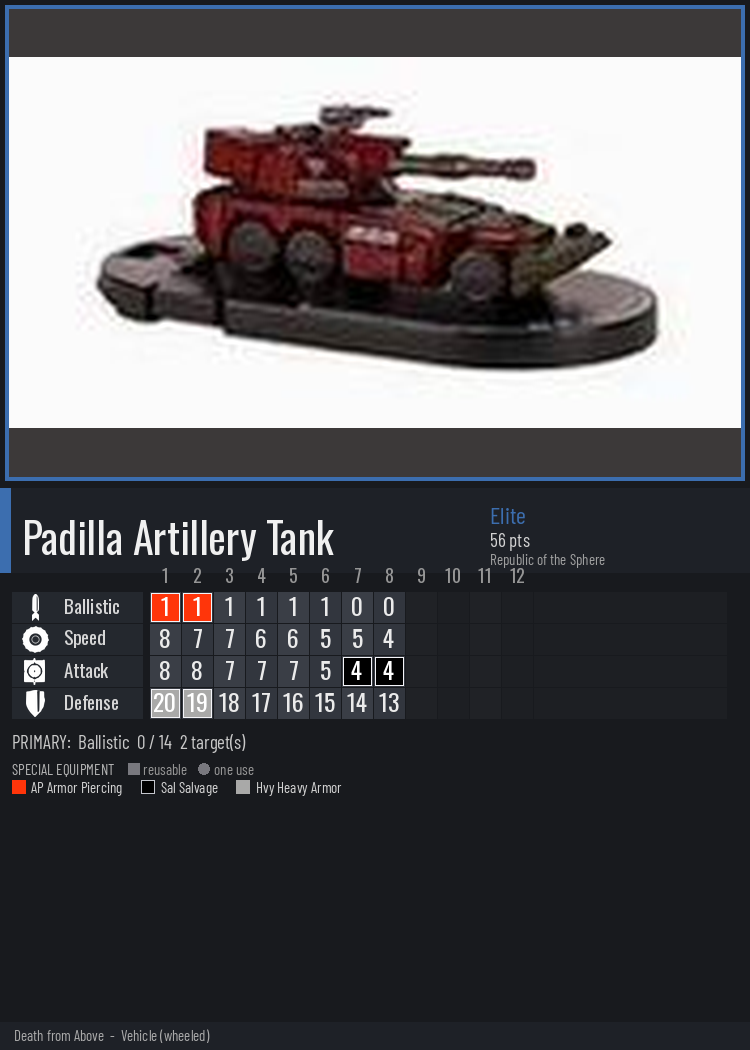 Padilla Artillery Tank
Elite
56 pts
Republic of the Sphere
1 2 3 4 5 6 7 8 9 10 11 12
Ballistic 1 1 1 1 1 1 0 0
Speed 8 7 7 6 6 5 5 4
Attack 8 8 7 7 7 5 4 4
Defense 20 19 18 17 16 15 14 13
PRIMARY: Ballistic 0 / 14 2 target(s)
SPECIAL EQUIPMENT reusable one use
AP Armor Piercing Sal Salvage Hvy Heavy Armor
Death from Above - Vehicle (wheeled)